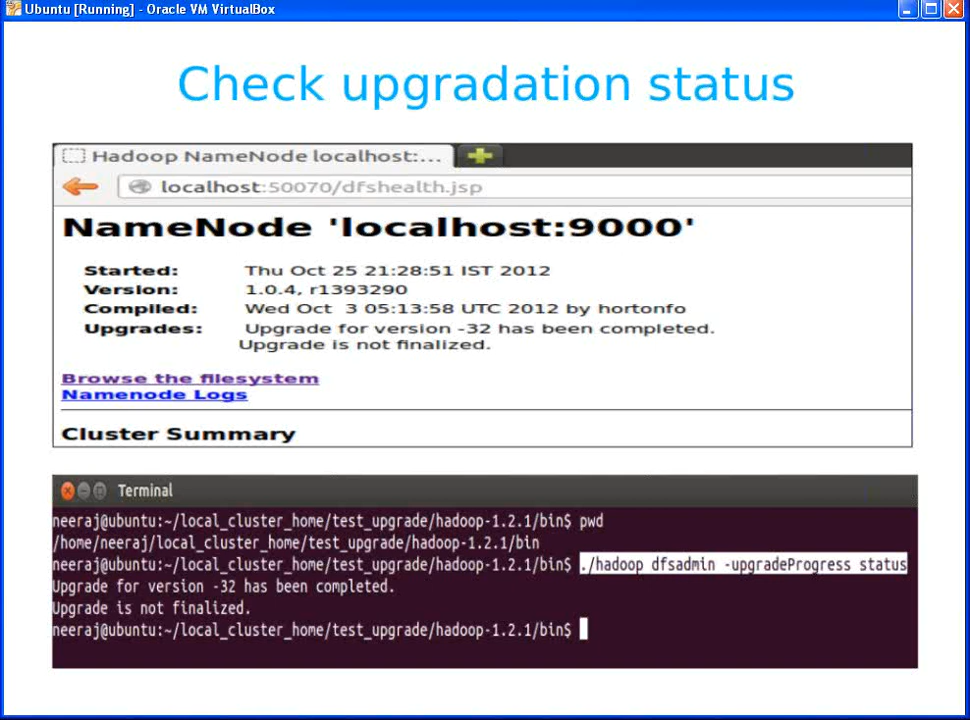 Ubuntu [Running] - Oracle VM VirtualBox
Check upgradation status
Hadoop NameNode localhost:...
localhost:50070/dfshealth.jsp
NameNode 'localhost:9000'
Started: Thu Oct 25 21:28:51 IST 2012
Version: 1.0.4, r1393290
Compiled: Wed Oct 3 05:13:58 UTC 2012 by hortonfo
Upgrades: Upgrade for version -32 has been completed.
Upgrade is not finalized.
Browse the filesystem
Namenode Logs
Cluster Summary
Terminal
neeraj@ubuntu:~/local_cluster_home/test_upgrade/hadoop-1.2.1/bin$ pwd
/home/neeraj/local_cluster_home/test_upgrade/hadoop-1.2.1/bin
neeraj@ubuntu:~/local_cluster_home/test_upgrade/hadoop-1.2.1/bin$ ./hadoop dfsadmin -upgradeProgress status
Upgrade for version -32 has been completed.
Upgrade is not finalized.
neeraj@ubuntu:~/local_cluster_home/test_upgrade/hadoop-1.2.1/bin$